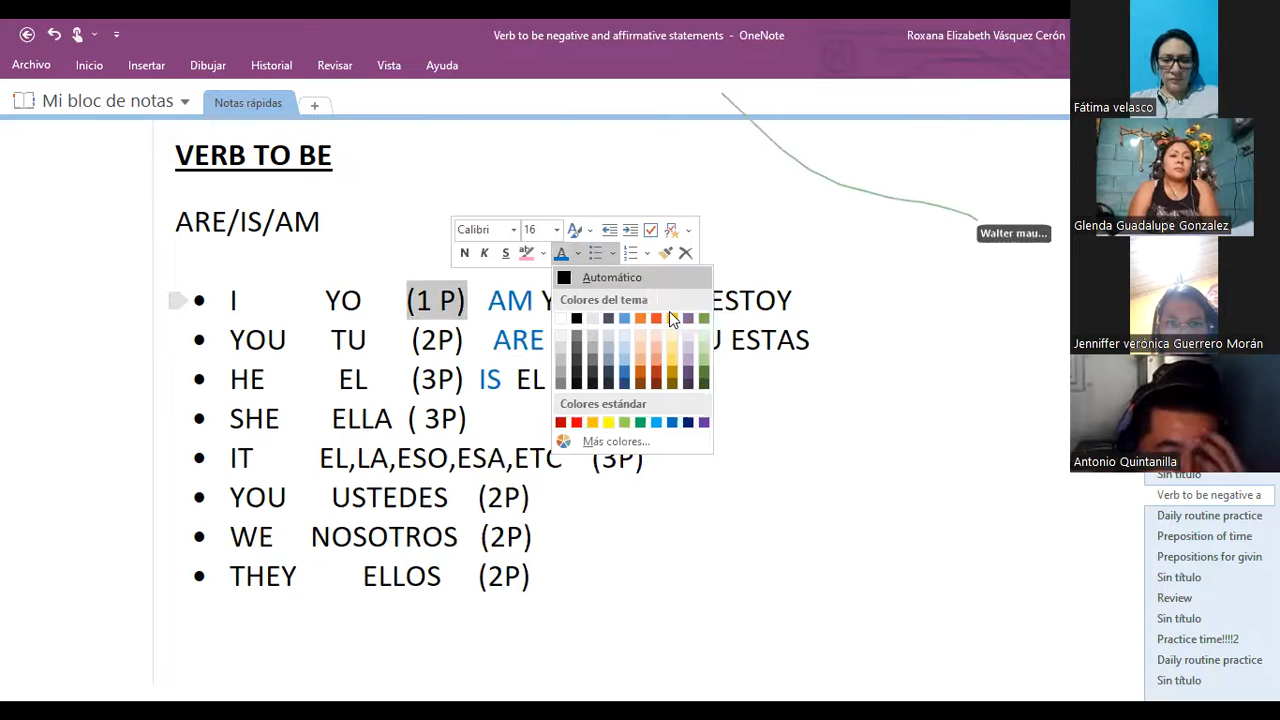 Verb to be negative and affirmative statements - OneNote
Roxana Elizabeth Vásquez Cerón
Archivo Inicio Insertar Dibujar Historial Revisar Vista Ayuda
Mi bloc de notas
Notas rápidas
VERB TO BE
ARE/IS/AM
Calibri 16
N K S
Automático
Colores del tema
Colores estándar
Más colores...
I YO (1 P) AM Y ESTOY
YOU TU (2P) ARE U ESTAS
HE EL (3P) IS EL
SHE ELLA ( 3P)
IT EL,LA,ESO,ESA,ETC (3P)
YOU USTEDES (2P)
WE NOSOTROS (2P)
THEY ELLOS (2P)
Walter mau...
Fátima velasco
Glenda Guadalupe Gonzalez
Jenniffer verónica Guerrero Morán
Antonio Quintanilla
Sin título
Verb to be negative a
Daily routine practice
Preposition of time
Prepositions for givin
Sin título
Review
Sin título
Practice time!!!!2
Daily routine practice
Sin título